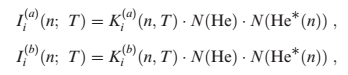 I_i^{(a)}(n; T) = K_i^{(a)}(n, T) · N(He) · N(He*(n)) ,
I_i^{(b)}(n; T) = K_i^{(b)}(n, T) · N(He) · N(He*(n)) ,